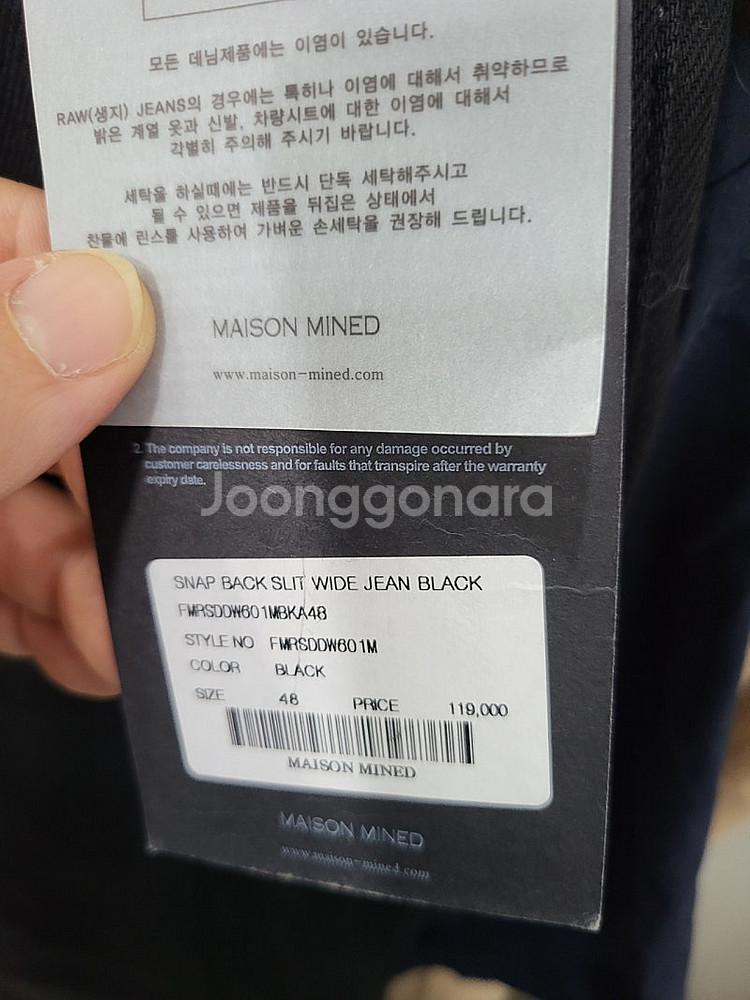 모든 데님제품에는 이염이 있습니다.
RAW(생지) JEANS의 경우에는 특히나 이염에 대해서 취약하므로
밝은 계열 옷과 신발, 차량시트에 대한 이염에 대해서
각별히 주의해 주시기 바랍니다.
세탁을 하실때에는 반드시 단독 세탁해주시고
될 수 있으면 제품을 뒤집은 상태에서
찬물에 린스를 사용하여 가벼운 손세탁을 권장해 드립니다.
MAISON MINED
www.maison-mined.com
2. The company is not responsible for any damage occurred by
customer carelessness and for faults that transpire after the warranty
expiry date.
Joonggonara
SNAP BACK SLIT WIDE JEAN BLACK
FMRSDDW601MBKA48
STYLE NO FMRSDDW601M
COLOR BLACK
SIZE 48 PRICE 119,000
MAISON MINED
MAISON MINED
www.maison-mined.com